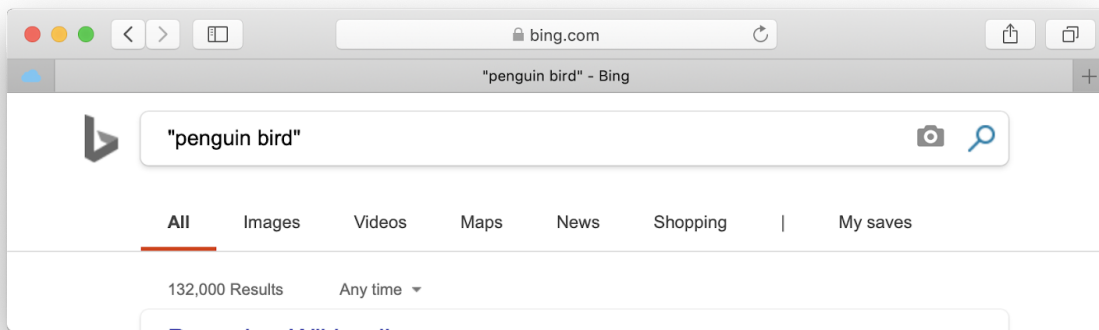 bing.com
"penguin bird" - Bing
"penguin bird"
All Images Videos Maps News Shopping | My saves
132,000 Results Any time